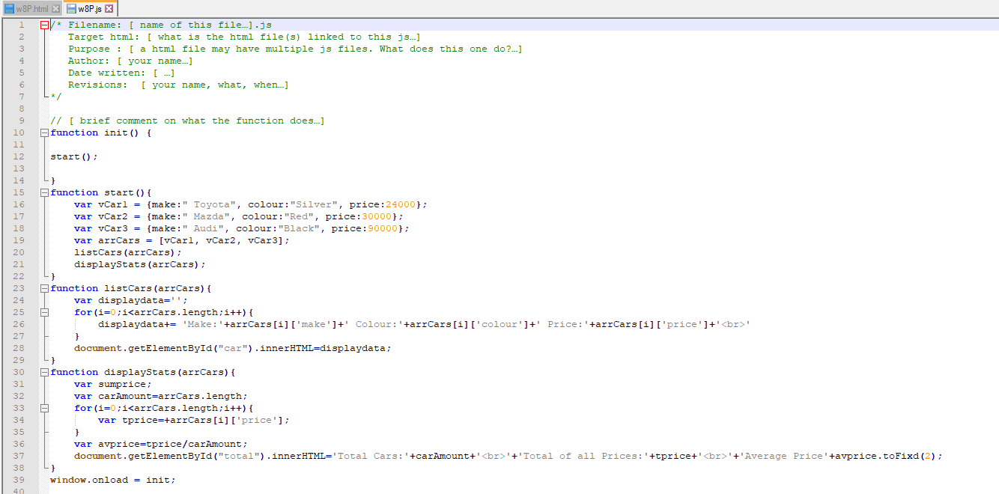 w8P.html w8P.js
1 /* Filename: [ name of this file…].js
2 Target html: [ what is the html file(s) linked to this js…]
3 Purpose : [ a html file may have multiple js files. What does this one do?…]
4 Author: [ your name…]
5 Date written: [ …]
6 Revisions:  [ your name, what, when…]
7 */
8
9 // [ brief comment on what the function does…]
10 function init() {
11
12 start();
13
14 }
15 function start(){
16 var vCar1 = {make:" Toyota", colour:"Silver", price:24000};
17 var vCar2 = {make:" Mazda", colour:"Red", price:30000};
18 var vCar3 = {make:" Audi", colour:"Black", price:90000};
19 var arrCars = [vCar1, vCar2, vCar3];
20 listCars(arrCars);
21 displayStats(arrCars);
22 }
23 function listCars(arrCars){
24 var displaydata='';
25 for(i=0;i<arrCars.length;i++){
26 displaydata+= 'Make:'+arrCars[i]['make']+' Colour:'+arrCars[i]['colour']+' Price:'+arrCars[i]['price']+'<br>'
27 }
28 document.getElementById("car").innerHTML=displaydata;
29 }
30 function displayStats(arrCars){
31 var sumprice;
32 var carAmount=arrCars.length;
33 for(i=0;i<arrCars.length;i++){
34 var tprice=+arrCars[i]['price'];
35 }
36 var avprice=tprice/carAmount;
37 document.getElementById("total").innerHTML='Total Cars:'+carAmount+'<br>'+'Total of all Prices:'+tprice+'<br>'+'Average Price'+avprice.toFixd(2);
38 }
39 window.onload = init;
40